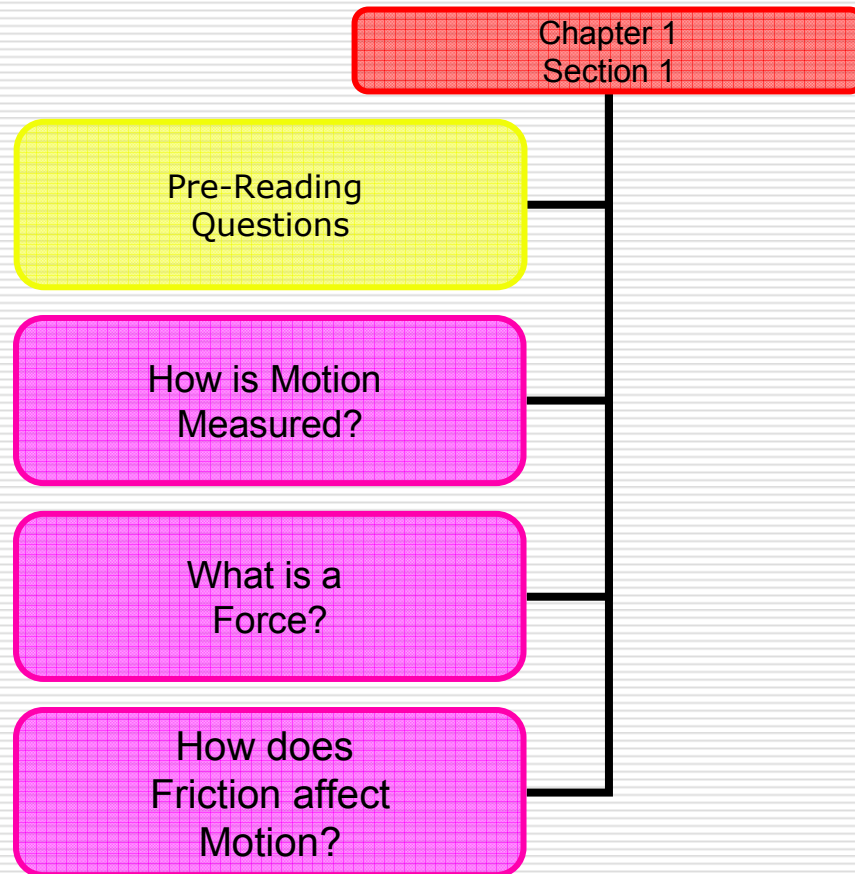 Chapter 1
Section 1
Pre-Reading
Questions
How is Motion
Measured?
What is a
Force?
How does
Friction affect
Motion?